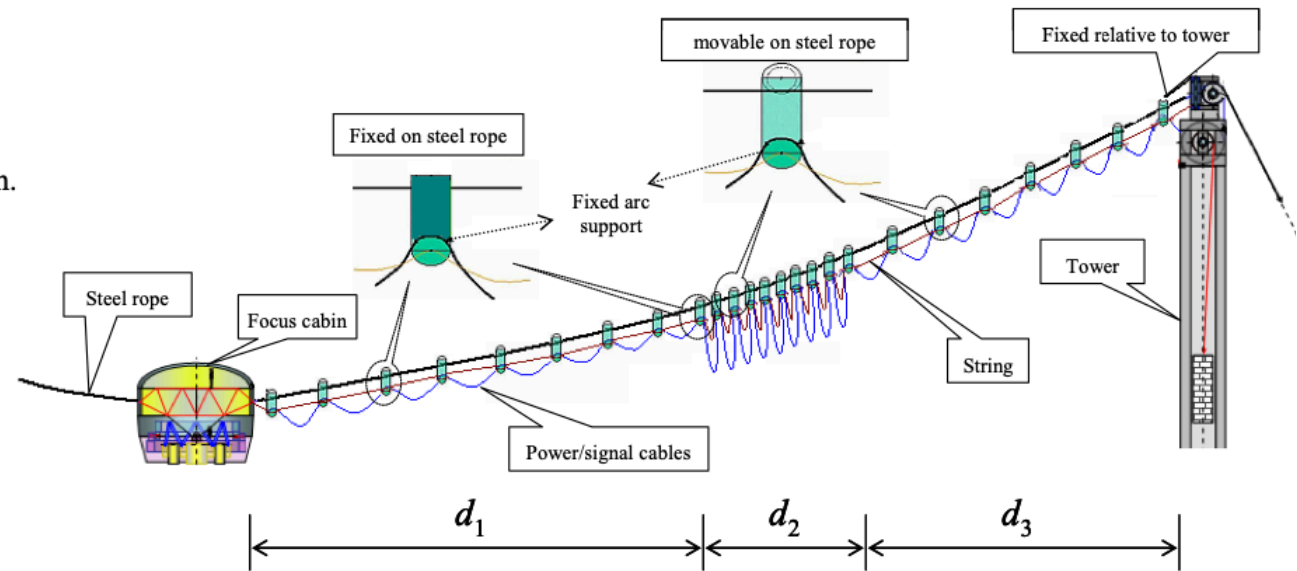 movable on steel rope
Fixed relative to tower
Fixed on steel rope
Fixed arc
support
Steel rope
Focus cabin
Tower
String
Power/signal cables
d₁
d₂
d₃